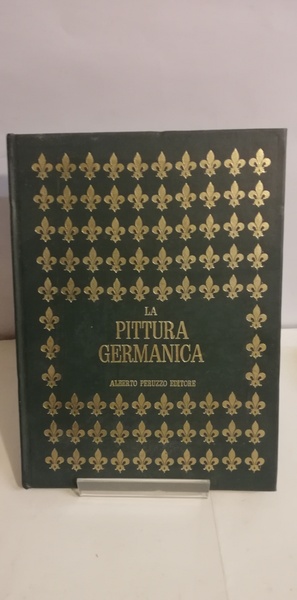 LA
PITTURA
GERMANICA
ALBERTO PERUZZO EDITORE